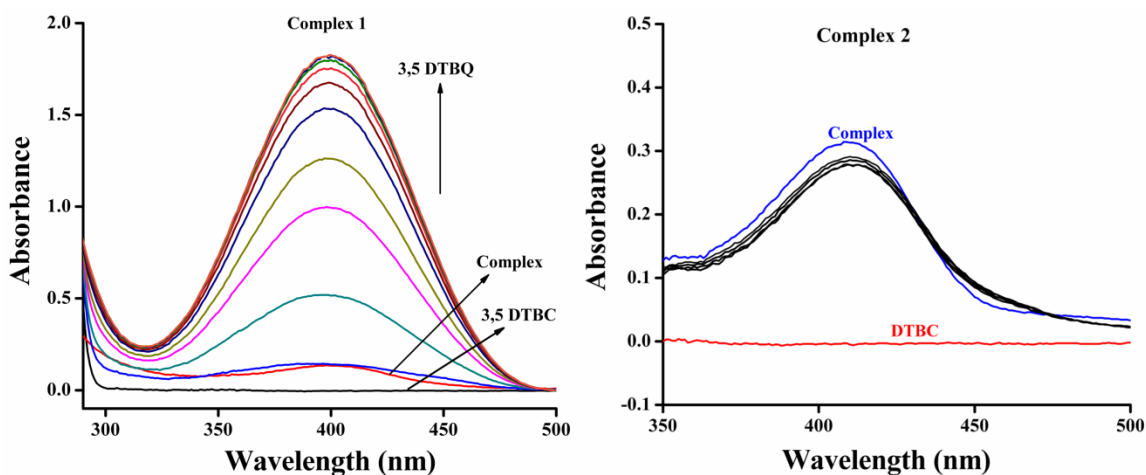 Complex 1
2.0
1.5
1.0
0.5
0.0
Absorbance
3,5 DTBQ
Complex
3,5 DTBC
300
350
400
450
500
Wavelength (nm)
Complex 2
0.5
0.4
0.3
0.2
0.1
0.0
-0.1
Absorbance
Complex
DTBC
350
400
450
500
Wavelength (nm)